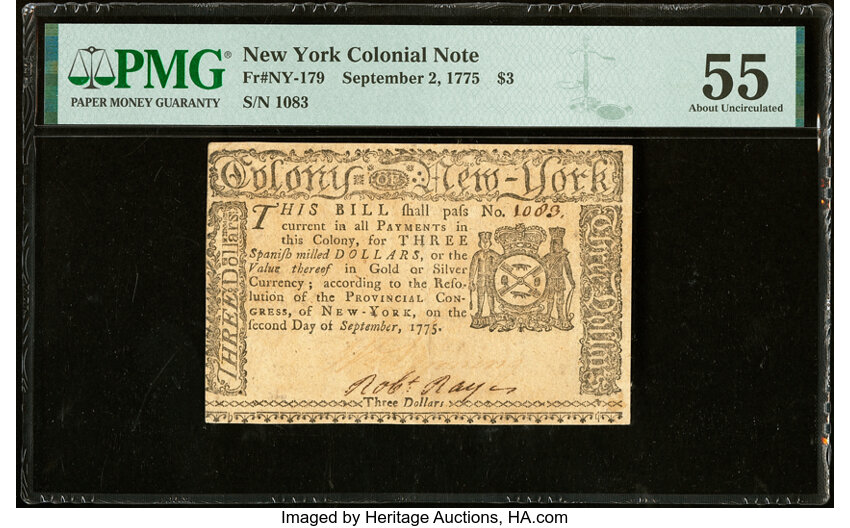 PMG®
PAPER MONEY GUARANTY
New York Colonial Note
Fr#NY-179 September 2, 1775 $3
S/N 1083
55
About Uncirculated
Colony OF New-York
THREE Dollars.
THIS BILL ſhall paſs No. 1083.
current in all PAYMENTS in
this Colony, for THREE
Spaniſh milled DOLLARS, or the
Value thereof in Gold or Silver
Currency; according to the Reſo-
lution of the PROVINCIAL CON-
GRESS, of NEW-YORK, on the
ſecond Day of September, 1775.
Three Dollars
Robt. Ray
Three Dollars
Imaged by Heritage Auctions, HA.com